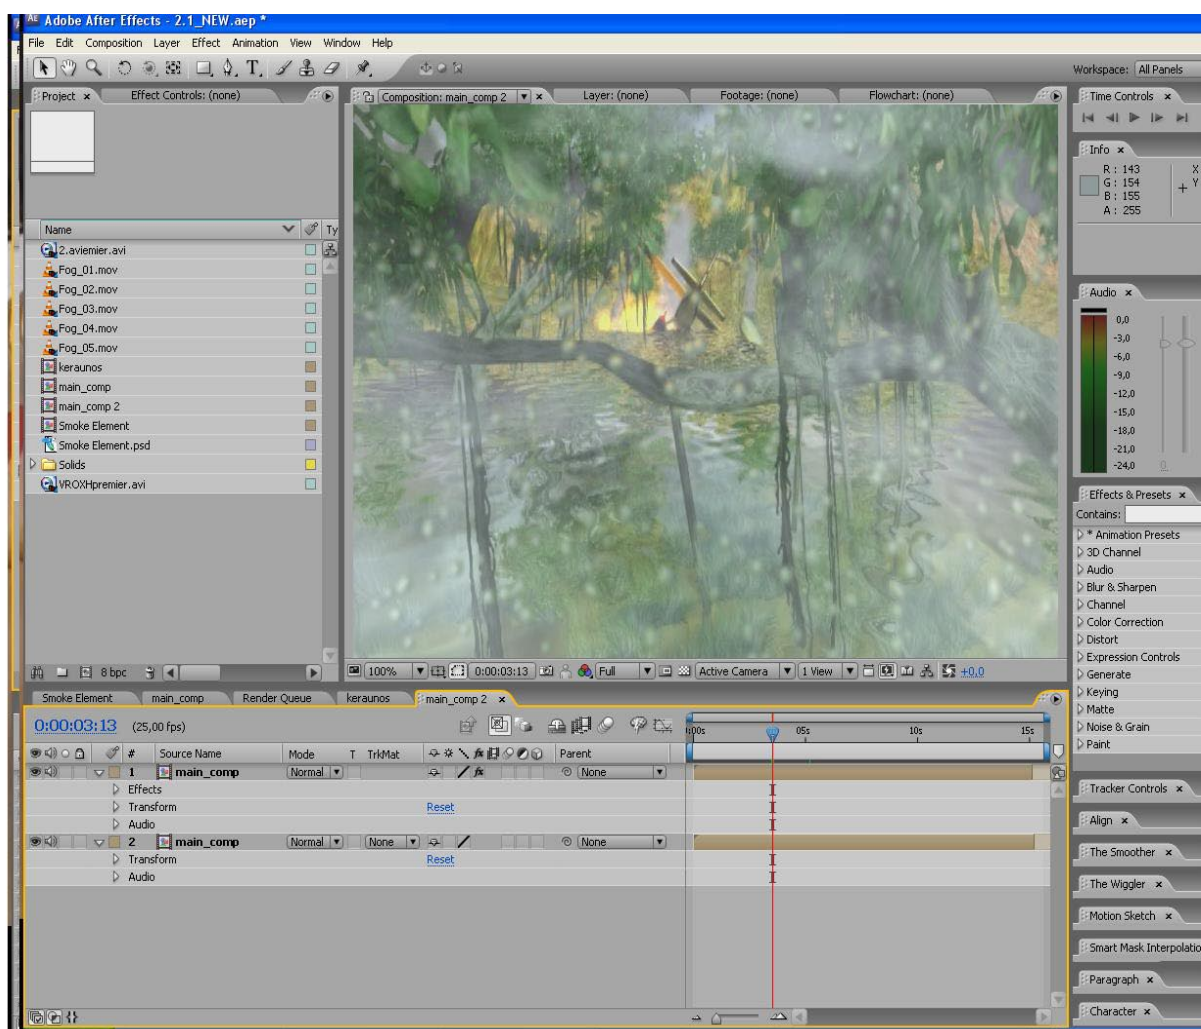 Adobe After Effects - 2.1_NEW.aep *
File Edit Composition Layer Effect Animation View Window Help
Workspace: All Panels
Project × Effect Controls: (none)
Composition: main_comp 2 × Layer: (none) Footage: (none) Flowchart: (none)
Time Controls ×
Info ×
R : 143
G : 154
B : 155
A : 255
X
Y
Name Ty
2.aviemier.avi
Fog_01.mov
Fog_02.mov
Fog_03.mov
Fog_04.mov
Fog_05.mov
keraunos
main_comp
main_comp 2
Smoke Element
Smoke Element.psd
Solids
VROXHpremier.avi
8 bpc
100% 0:00:03:13 Full Active Camera 1 View +0,0
Audio ×
0,0
-3,0
-6,0
-9,0
-12,0
-15,0
-18,0
-21,0
-24,0
Effects & Presets ×
Contains:
* Animation Presets
3D Channel
Audio
Blur & Sharpen
Channel
Color Correction
Distort
Expression Controls
Generate
Keying
Matte
Noise & Grain
Paint
Tracker Controls ×
Align ×
The Smoother ×
The Wiggler ×
Motion Sketch ×
Smart Mask Interpolatio
Paragraph ×
Character ×
Smoke Element main_comp Render Queue keraunos main_comp 2 ×
0:00:03:13 (25,00 fps)
05s 10s 15s
# Source Name Mode T TrkMat Parent
1 main_comp Normal None
Effects
Transform Reset
Audio
2 main_comp Normal None None
Transform Reset
Audio